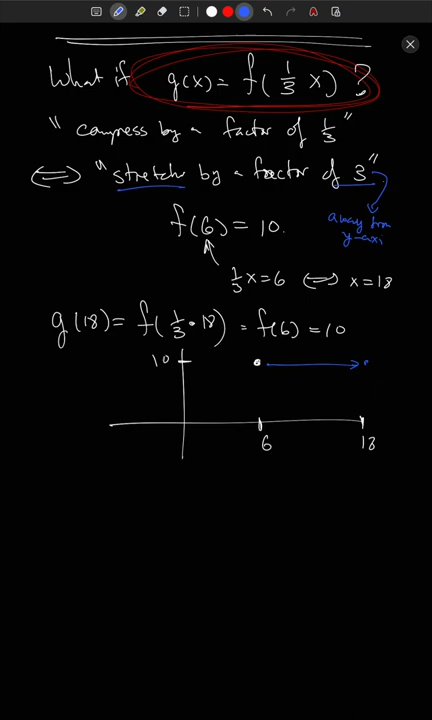 What if g(x) = f( 1/3 x ) ?
" compress by a factor of 1/3 "
⟺ " stretch by a factor of 3 "
away from
y-axi
f(6) = 10.
1/3 x = 6 ⟺ x = 18
g(18) = f( 1/3 • 18 ) = f(6) = 10
10
6 18